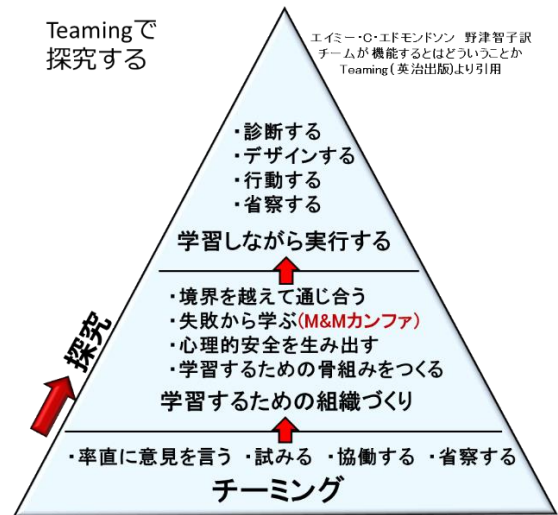 Teamingで
探究する
エイミー・C・エドモンドソン 野津智子訳
チームが機能するとはどういうことか
Teaming(英治出版)より引用
・診断する
・デザインする
・行動する
・省察する
学習しながら実行する
・境界を越えて通じ合う
・失敗から学ぶ(M&Mカンファ)
・心理的安全を生み出す
・学習するための骨組みをつくる
学習するための組織づくり
探究
・率直に意見を言う ・試みる ・協働する ・省察する
チーミング